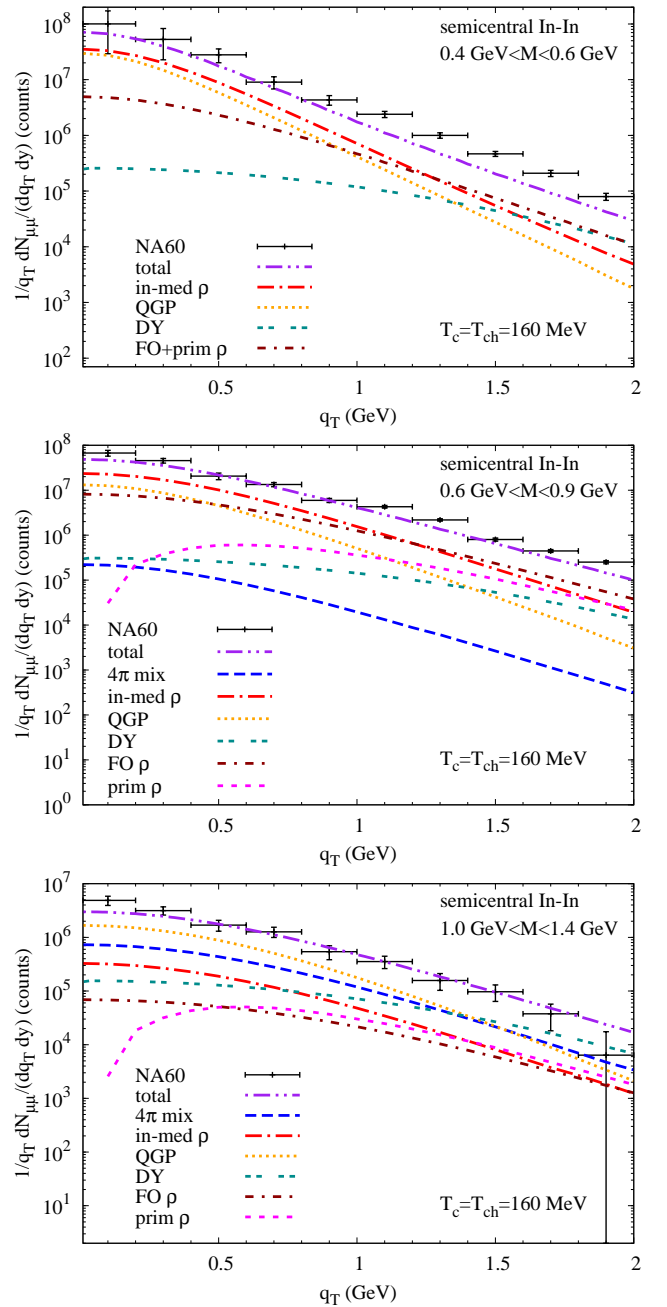 10^8
10^7
10^6
10^5
10^4
10^3
10^2
1/q_T dN_μμ/(dq_T dy) (counts)
semicentral In-In
0.4 GeV<M<0.6 GeV
NA60
total
in-med ρ
QGP
DY
FO+prim ρ
T_c=T_ch=160 MeV
0.5 1 1.5 2
q_T (GeV)
10^8
10^7
10^6
10^5
10^4
10^3
10^2
10^1
10^0
1/q_T dN_μμ/(dq_T dy) (counts)
semicentral In-In
0.6 GeV<M<0.9 GeV
NA60
total
4π mix
in-med ρ
QGP
DY
FO ρ
prim ρ
T_c=T_ch=160 MeV
0.5 1 1.5 2
q_T (GeV)
10^7
10^6
10^5
10^4
10^3
10^2
10^1
1/q_T dN_μμ/(dq_T dy) (counts)
semicentral In-In
1.0 GeV<M<1.4 GeV
NA60
total
4π mix
in-med ρ
QGP
DY
FO ρ
prim ρ
T_c=T_ch=160 MeV
0.5 1 1.5 2
q_T (GeV)